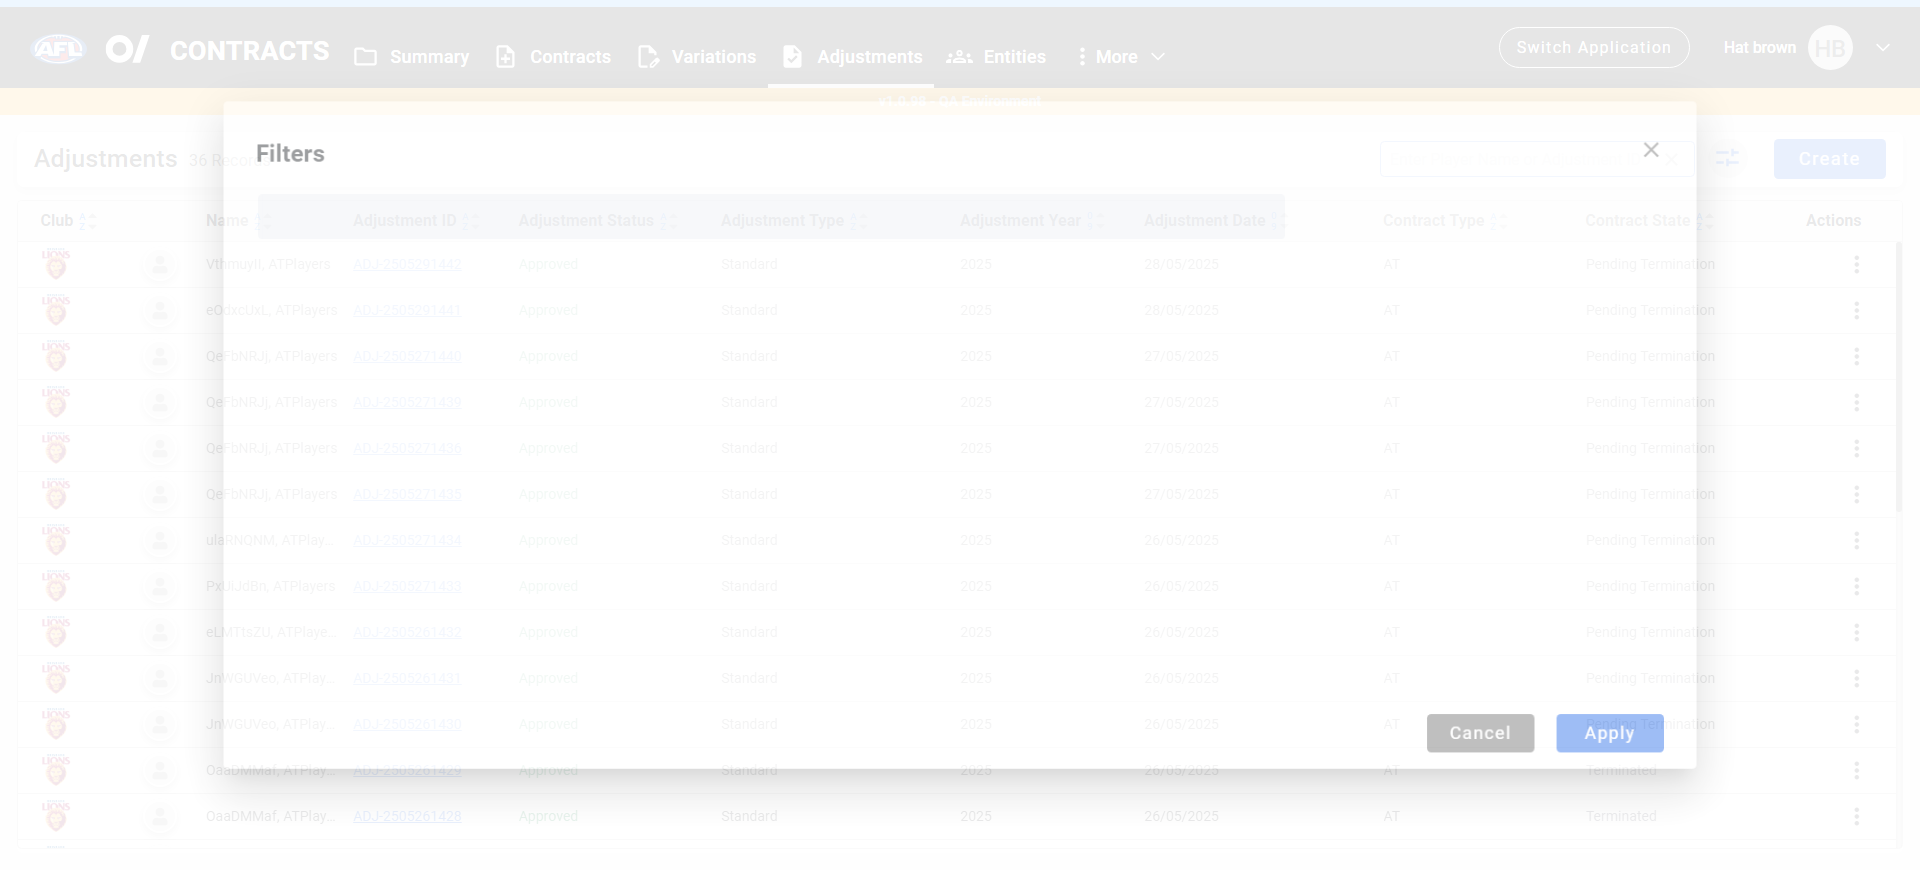 AFL CONTRACTS Summary Contracts Variations Adjustments Entities More Switch Application Hat brown HB
v1.0.98 - QA Environment
Filters
Adjustments 36 Create
Club Name Adjustment ID Adjustment Status Adjustment Type Adjustment Year Adjustment Date Contract Type Contract State Actions
LIONS VthmuyII, ATPlayers ADJ-2505291442 Approved Standard 2025 28/05/2025 AT Pending Termination
LIONS eOdxcUxL, ATPlayers ADJ-2505291441 Approved Standard 2025 28/05/2025 AT Pending Termination
LIONS QeFbNRJj, ATPlayers ADJ-2505271440 Approved Standard 2025 27/05/2025 AT Pending Termination
LIONS QeFbNRJj, ATPlayers ADJ-2505271439 Approved Standard 2025 27/05/2025 AT Pending Termination
LIONS QeFbNRJj, ATPlayers ADJ-2505271436 Approved Standard 2025 27/05/2025 AT Pending Termination
LIONS QeFbNRJj, ATPlayers ADJ-2505271435 Approved Standard 2025 27/05/2025 AT Pending Termination
LIONS ulaRNQNM, ATPlay... ADJ-2505271434 Approved Standard 2025 26/05/2025 AT Pending Termination
LIONS PxUiJdBn, ATPlayers ADJ-2505271433 Approved Standard 2025 26/05/2025 AT Pending Termination
LIONS eLMTtsZU, ATPlaye... ADJ-2505261432 Approved Standard 2025 26/05/2025 AT Pending Termination
LIONS JnWGUVeo, ATPlay... ADJ-2505261431 Approved Standard 2025 26/05/2025 AT Pending Termination
LIONS JnWGUVeo, ATPlay... ADJ-2505261430 Approved Standard 2025 26/05/2025 AT Pending Termination
Cancel Apply
LIONS OaaDMMaf, ATPlay... ADJ-2505261429 Approved Standard 2025 26/05/2025 AT Terminated
LIONS OaaDMMaf, ATPlay... ADJ-2505261428 Approved Standard 2025 26/05/2025 AT Terminated